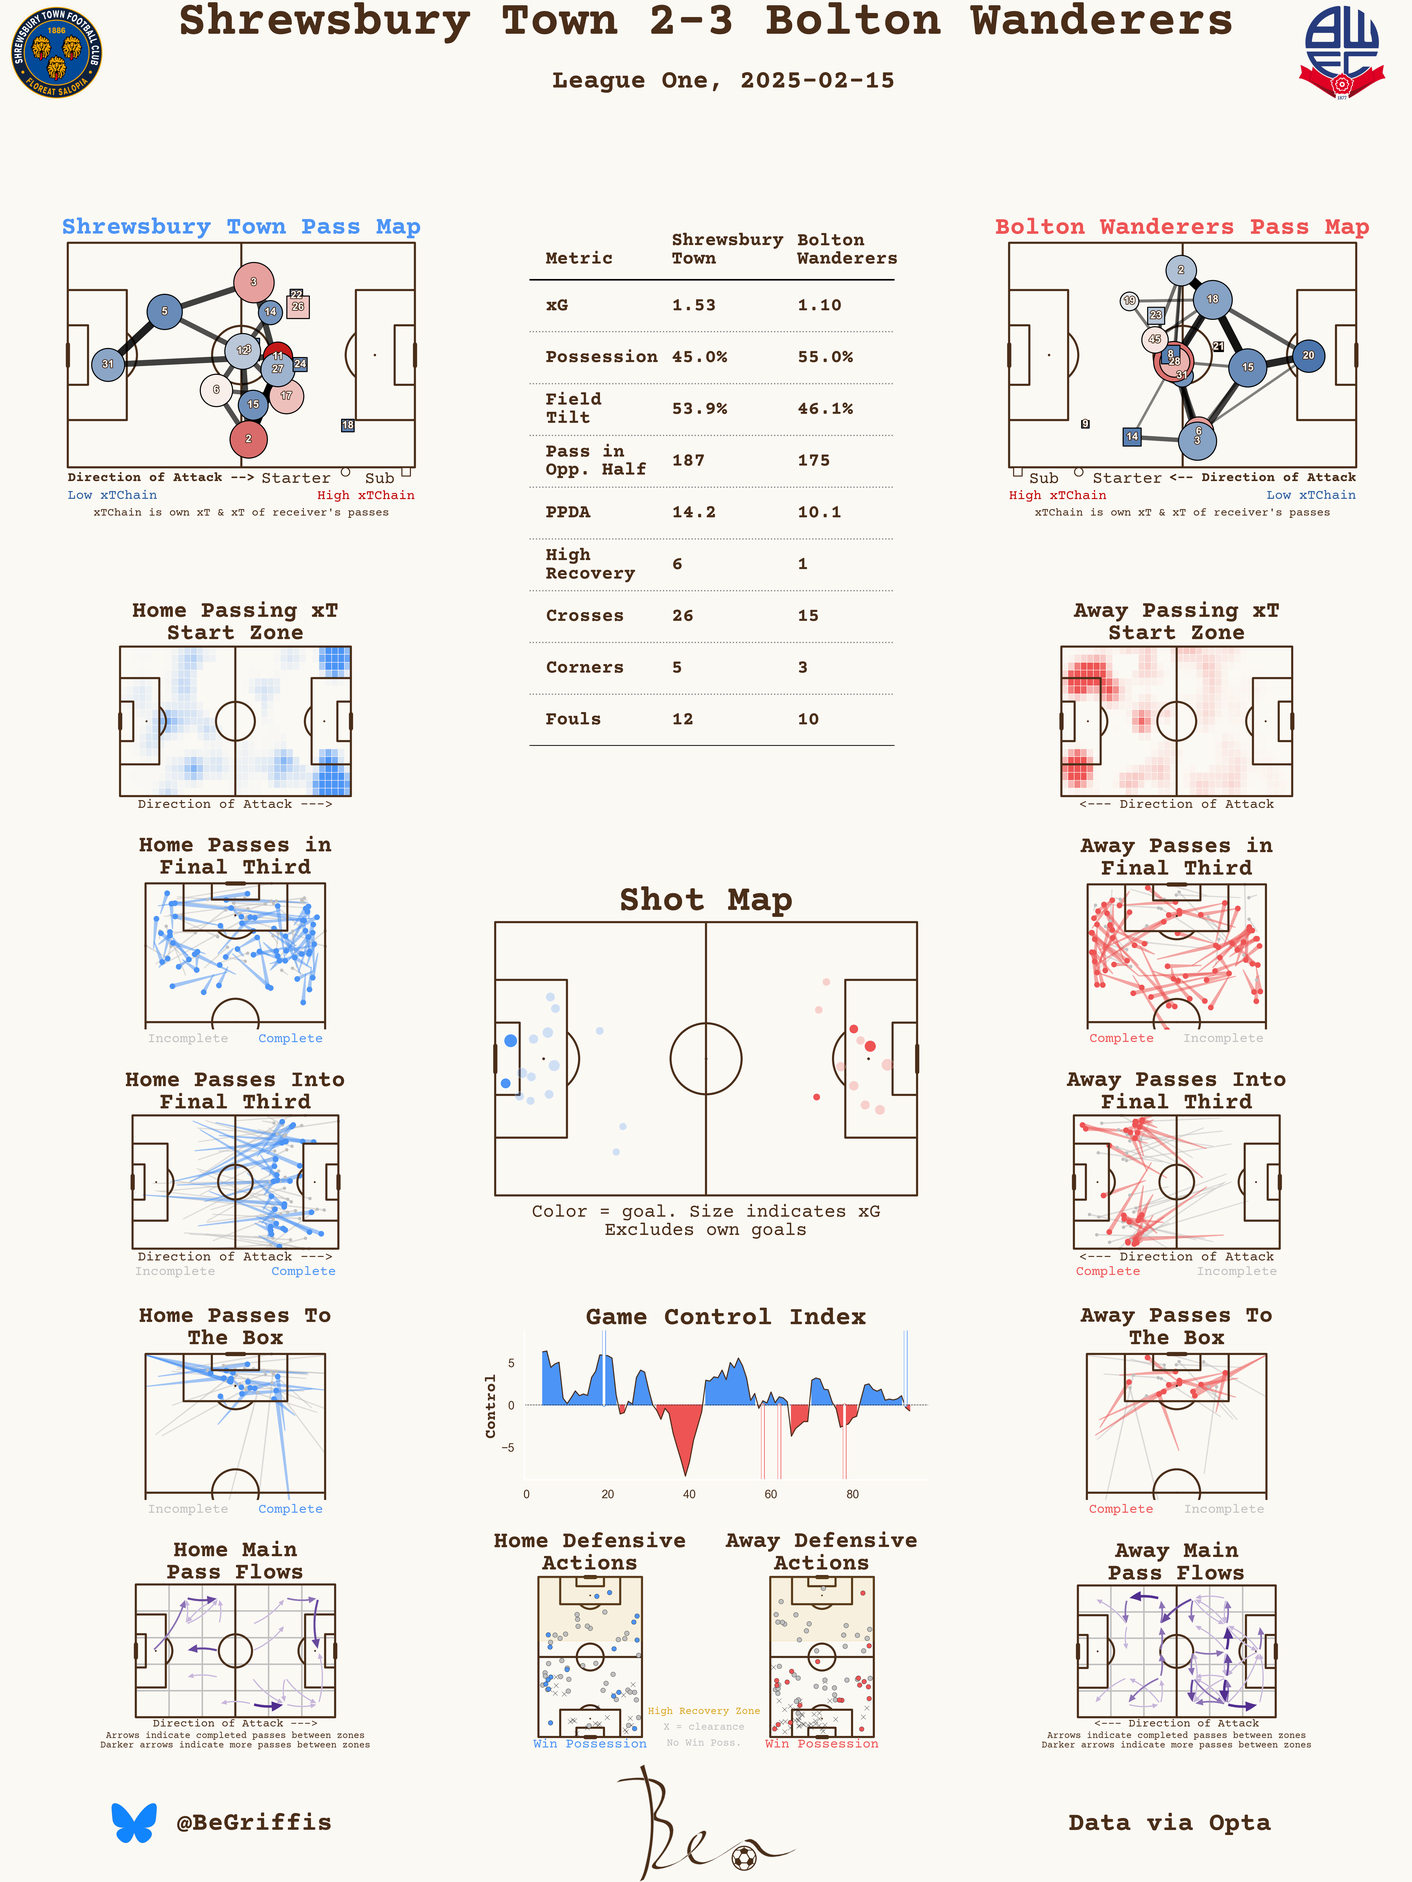 Shrewsbury Town 2-3 Bolton Wanderers
League One, 2025-02-15
SHREWSBURY TOWN FOOTBALL CLUB
1886
FLOREAT SALOPIA
BW
FC
1877
Shrewsbury Town Pass Map
3
22
26
5
14
12
11
31
27
24
6
17
15
18
2
Direction of Attack --> Starter Sub
Low xTChain High xTChain
xTChain is own xT & xT of receiver's passes
Metric Shrewsbury Town Bolton Wanderers
xG 1.53 1.10
Possession 45.0% 55.0%
Field Tilt 53.9% 46.1%
Pass in Opp. Half 187 175
PPDA 14.2 10.1
High Recovery 6 1
Crosses 26 15
Corners 5 3
Fouls 12 10
Bolton Wanderers Pass Map
2
19
18
23
45
21
8
28
20
31
15
9
14
6
3
Sub Starter <-- Direction of Attack
High xTChain Low xTChain
xTChain is own xT & xT of receiver's passes
Home Passing xT
Start Zone
Direction of Attack --->
Away Passing xT
Start Zone
<--- Direction of Attack
Home Passes in
Final Third
Incomplete Complete
Away Passes in
Final Third
Complete Incomplete
Shot Map
Color = goal. Size indicates xG
Excludes own goals
Home Passes Into
Final Third
Direction of Attack --->
Incomplete Complete
Away Passes Into
Final Third
<--- Direction of Attack
Complete Incomplete
Home Passes To
The Box
Incomplete Complete
Game Control Index
Control
5
0
−5
0 20 40 60 80
Away Passes To
The Box
Complete Incomplete
Home Main
Pass Flows
Direction of Attack --->
Arrows indicate completed passes between zones
Darker arrows indicate more passes between zones
Home Defensive
Actions
Win Possession
High Recovery Zone
X = clearance
No Win Poss.
Away Defensive
Actions
Win Possession
Away Main
Pass Flows
<--- Direction of Attack
Arrows indicate completed passes between zones
Darker arrows indicate more passes between zones
@BeGriffis
Ben
Data via Opta